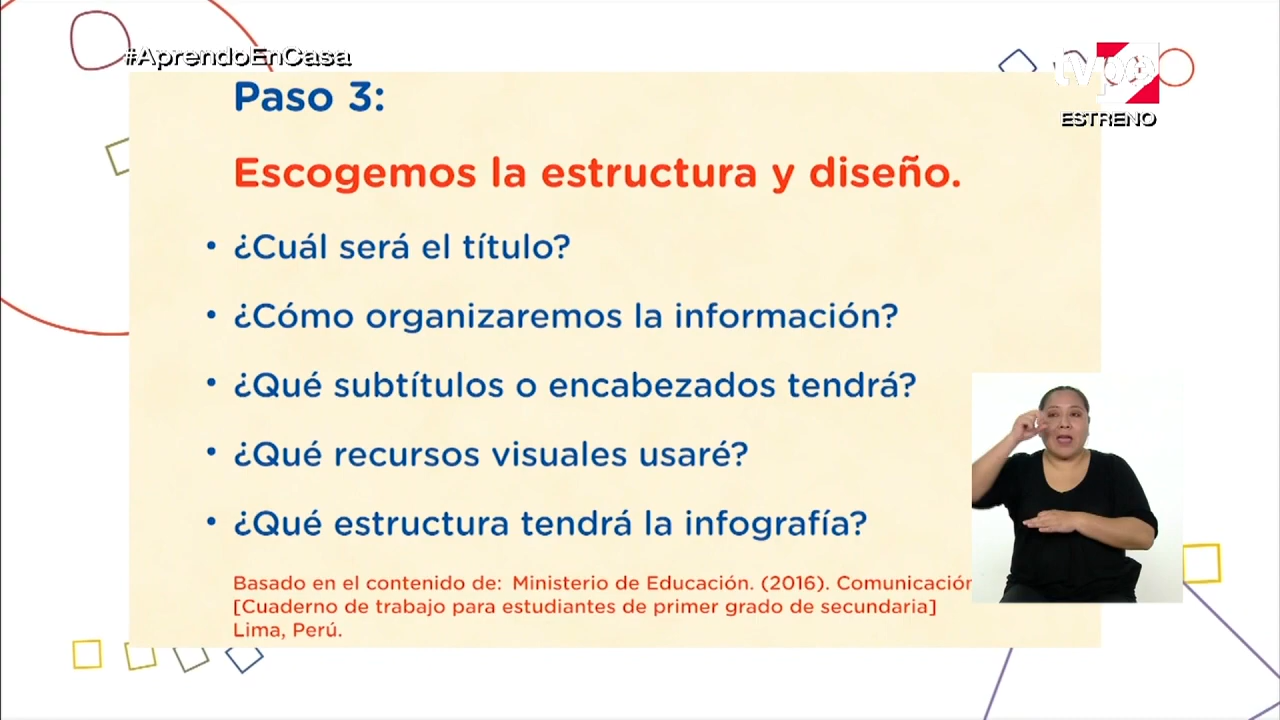 #AprendoEnCasa
tvpe
ESTRENO
Paso 3:
Escogemos la estructura y diseño.
• ¿Cuál será el título?
• ¿Cómo organizaremos la información?
• ¿Qué subtítulos o encabezados tendrá?
• ¿Qué recursos visuales usaré?
• ¿Qué estructura tendrá la infografía?
Basado en el contenido de: Ministerio de Educación. (2016). Comunicación
[Cuaderno de trabajo para estudiantes de primer grado de secundaria]
Lima, Perú.